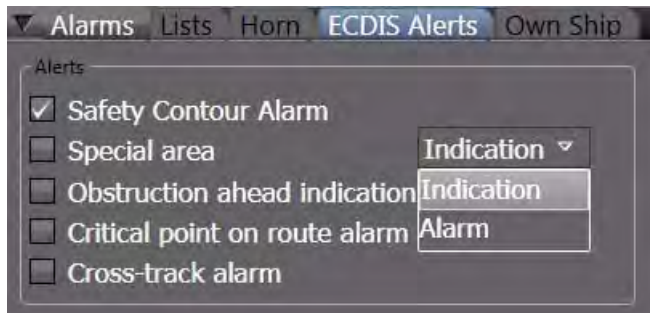 Alarms Lists Horn ECDIS Alerts Own Ship
Alerts
Safety Contour Alarm
Special area Indication
Obstruction ahead indication Indication
Critical point on route alarm Alarm
Cross-track alarm